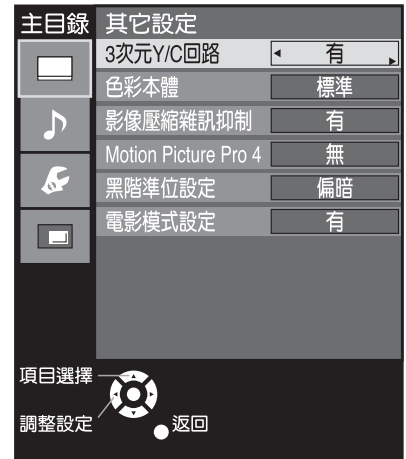 主目錄 其它設定
3次元Y/C回路 有
色彩本體 標準
影像壓縮雜訊抑制 有
Motion Picture Pro 4 無
黑階準位設定 偏暗
電影模式設定 有
項目選擇
調整設定 返回